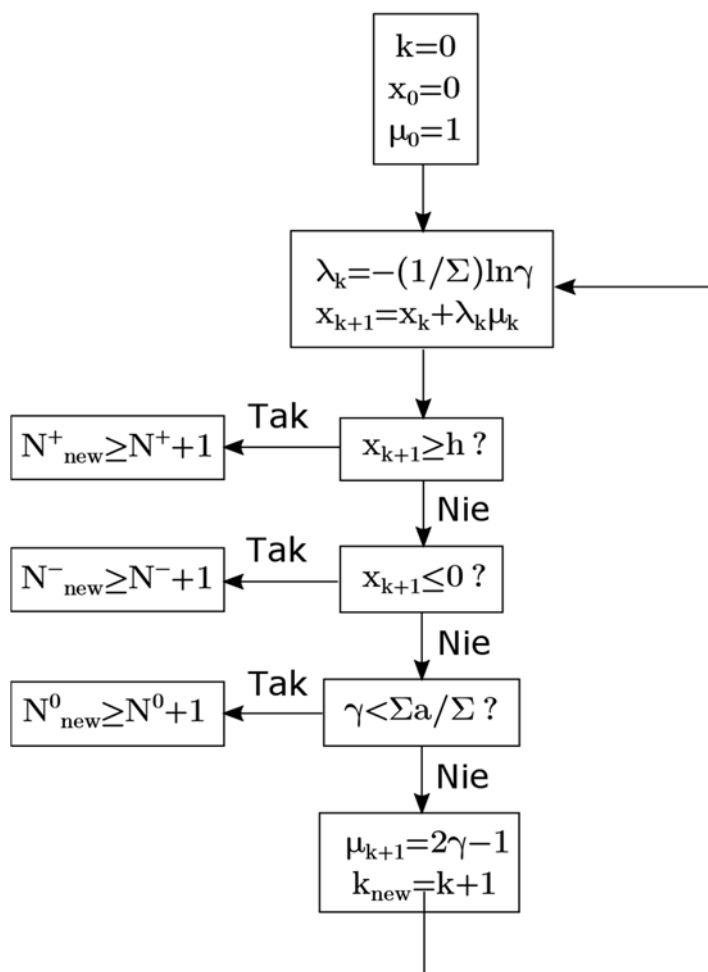 k=0
x₀=0
μ₀=1
λₖ=−(1/Σ)lnγ
xₖ₊₁=xₖ+λₖμₖ
Tak
N⁺new≥N⁺+1
xₖ₊₁≥h ?
Nie
Tak
N⁻new≥N⁻+1
xₖ₊₁≤0 ?
Nie
Tak
N⁰new≥N⁰+1
γ<Σa/Σ ?
Nie
μₖ₊₁=2γ−1
knew=k+1